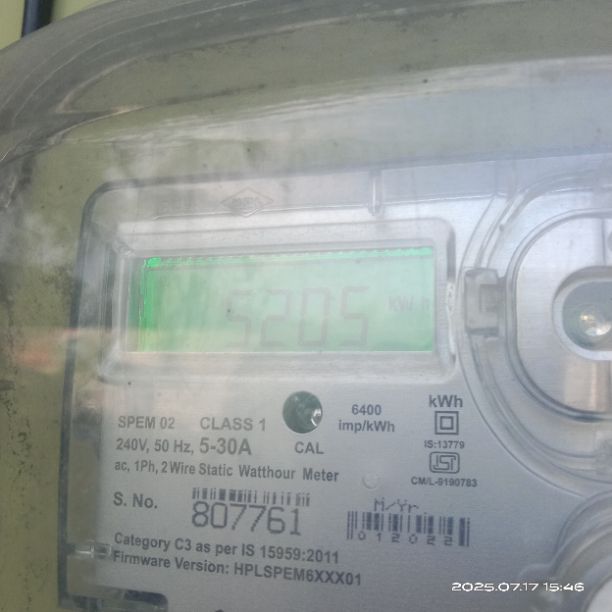 5205 kWh
SPEM 02 CLASS 1
240V, 50 Hz, 5-30A
ac, 1Ph, 2 Wire Static Watthour Meter
CAL
6400
imp/kWh
kWh
IS:13779
ISI
CM/L-9190783
S. No.
807761
M/Yr
012022
Category C3 as per IS 15959:2011
Firmware Version: HPLSPEM6XXX01
2025.07.17 15:46